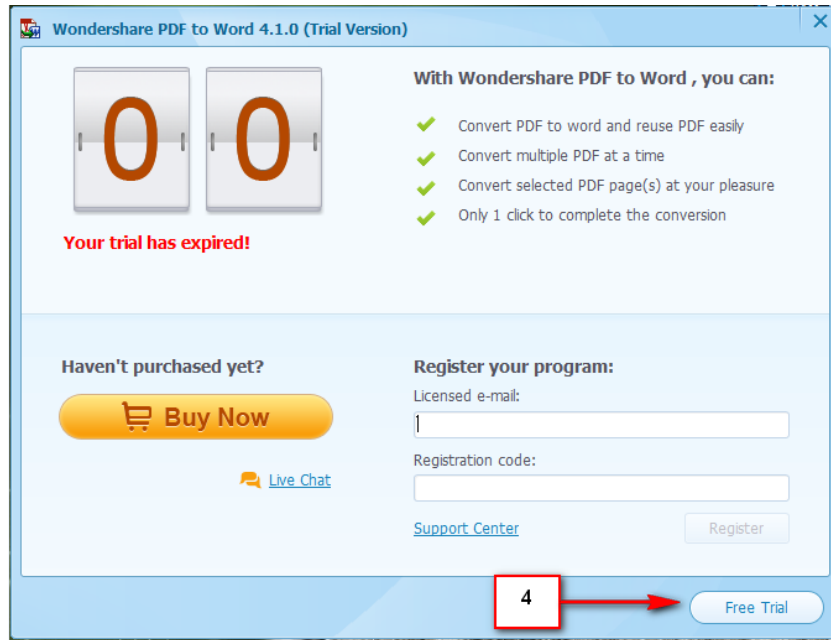 Wondershare PDF to Word 4.1.0 (Trial Version)
0 0
Your trial has expired!
With Wondershare PDF to Word , you can:
Convert PDF to word and reuse PDF easily
Convert multiple PDF at a time
Convert selected PDF page(s) at your pleasure
Only 1 click to complete the conversion
Haven't purchased yet?
Buy Now
Live Chat
Register your program:
Licensed e-mail:
Registration code:
Support Center
Register
4
Free Trial